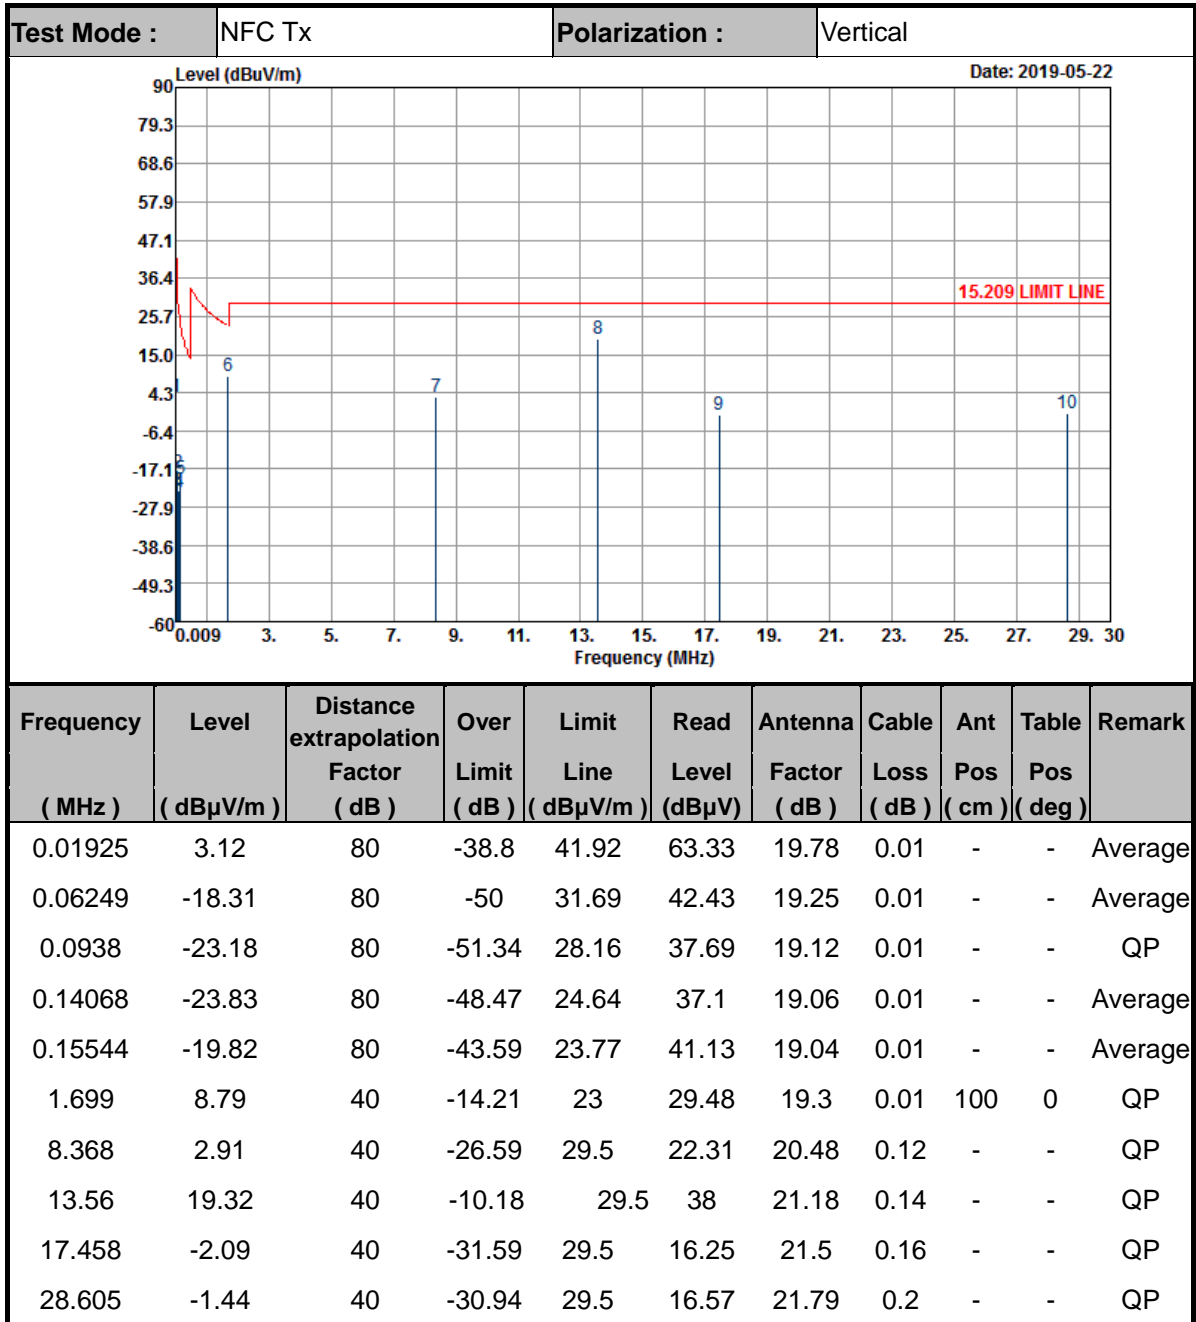 Test Mode : NFC Tx Polarization : Vertical
Level (dBuV/m) Date: 2019-05-22
90
79.3
68.6
57.9
47.1
36.4
15.209 LIMIT LINE
25.7
8
15.0
6
7
4.3
9
10
-6.4
-17.1
5
-27.9
-38.6
-49.3
-60
0.009 3. 5. 7. 9. 11. 13. 15. 17. 19. 21. 23. 25. 27. 29. 30
Frequency (MHz)
Frequency Level Distance extrapolation Over Limit Read Antenna Cable Ant Table Remark
Factor Limit Line Level Factor Loss Pos Pos
( MHz ) ( dBµV/m ) ( dB ) ( dB ) ( dBµV/m ) (dBµV) ( dB ) ( dB ) ( cm ) ( deg )
0.01925 3.12 80 -38.8 41.92 63.33 19.78 0.01 - - Average
0.06249 -18.31 80 -50 31.69 42.43 19.25 0.01 - - Average
0.0938 -23.18 80 -51.34 28.16 37.69 19.12 0.01 - - QP
0.14068 -23.83 80 -48.47 24.64 37.1 19.06 0.01 - - Average
0.15544 -19.82 80 -43.59 23.77 41.13 19.04 0.01 - - Average
1.699 8.79 40 -14.21 23 29.48 19.3 0.01 100 0 QP
8.368 2.91 40 -26.59 29.5 22.31 20.48 0.12 - - QP
13.56 19.32 40 -10.18 29.5 38 21.18 0.14 - - QP
17.458 -2.09 40 -31.59 29.5 16.25 21.5 0.16 - - QP
28.605 -1.44 40 -30.94 29.5 16.57 21.79 0.2 - - QP